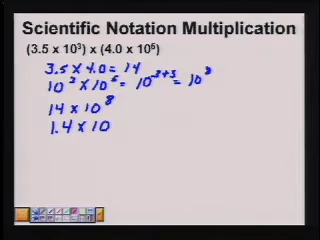 Scientific Notation Multiplication
(3.5 x 10³) x (4.0 x 10⁵)
3.5 x 4.0 = 14
10³ x 10⁵ = 10³⁺⁵ = 10⁸
14 x 10⁸
1.4 x 10